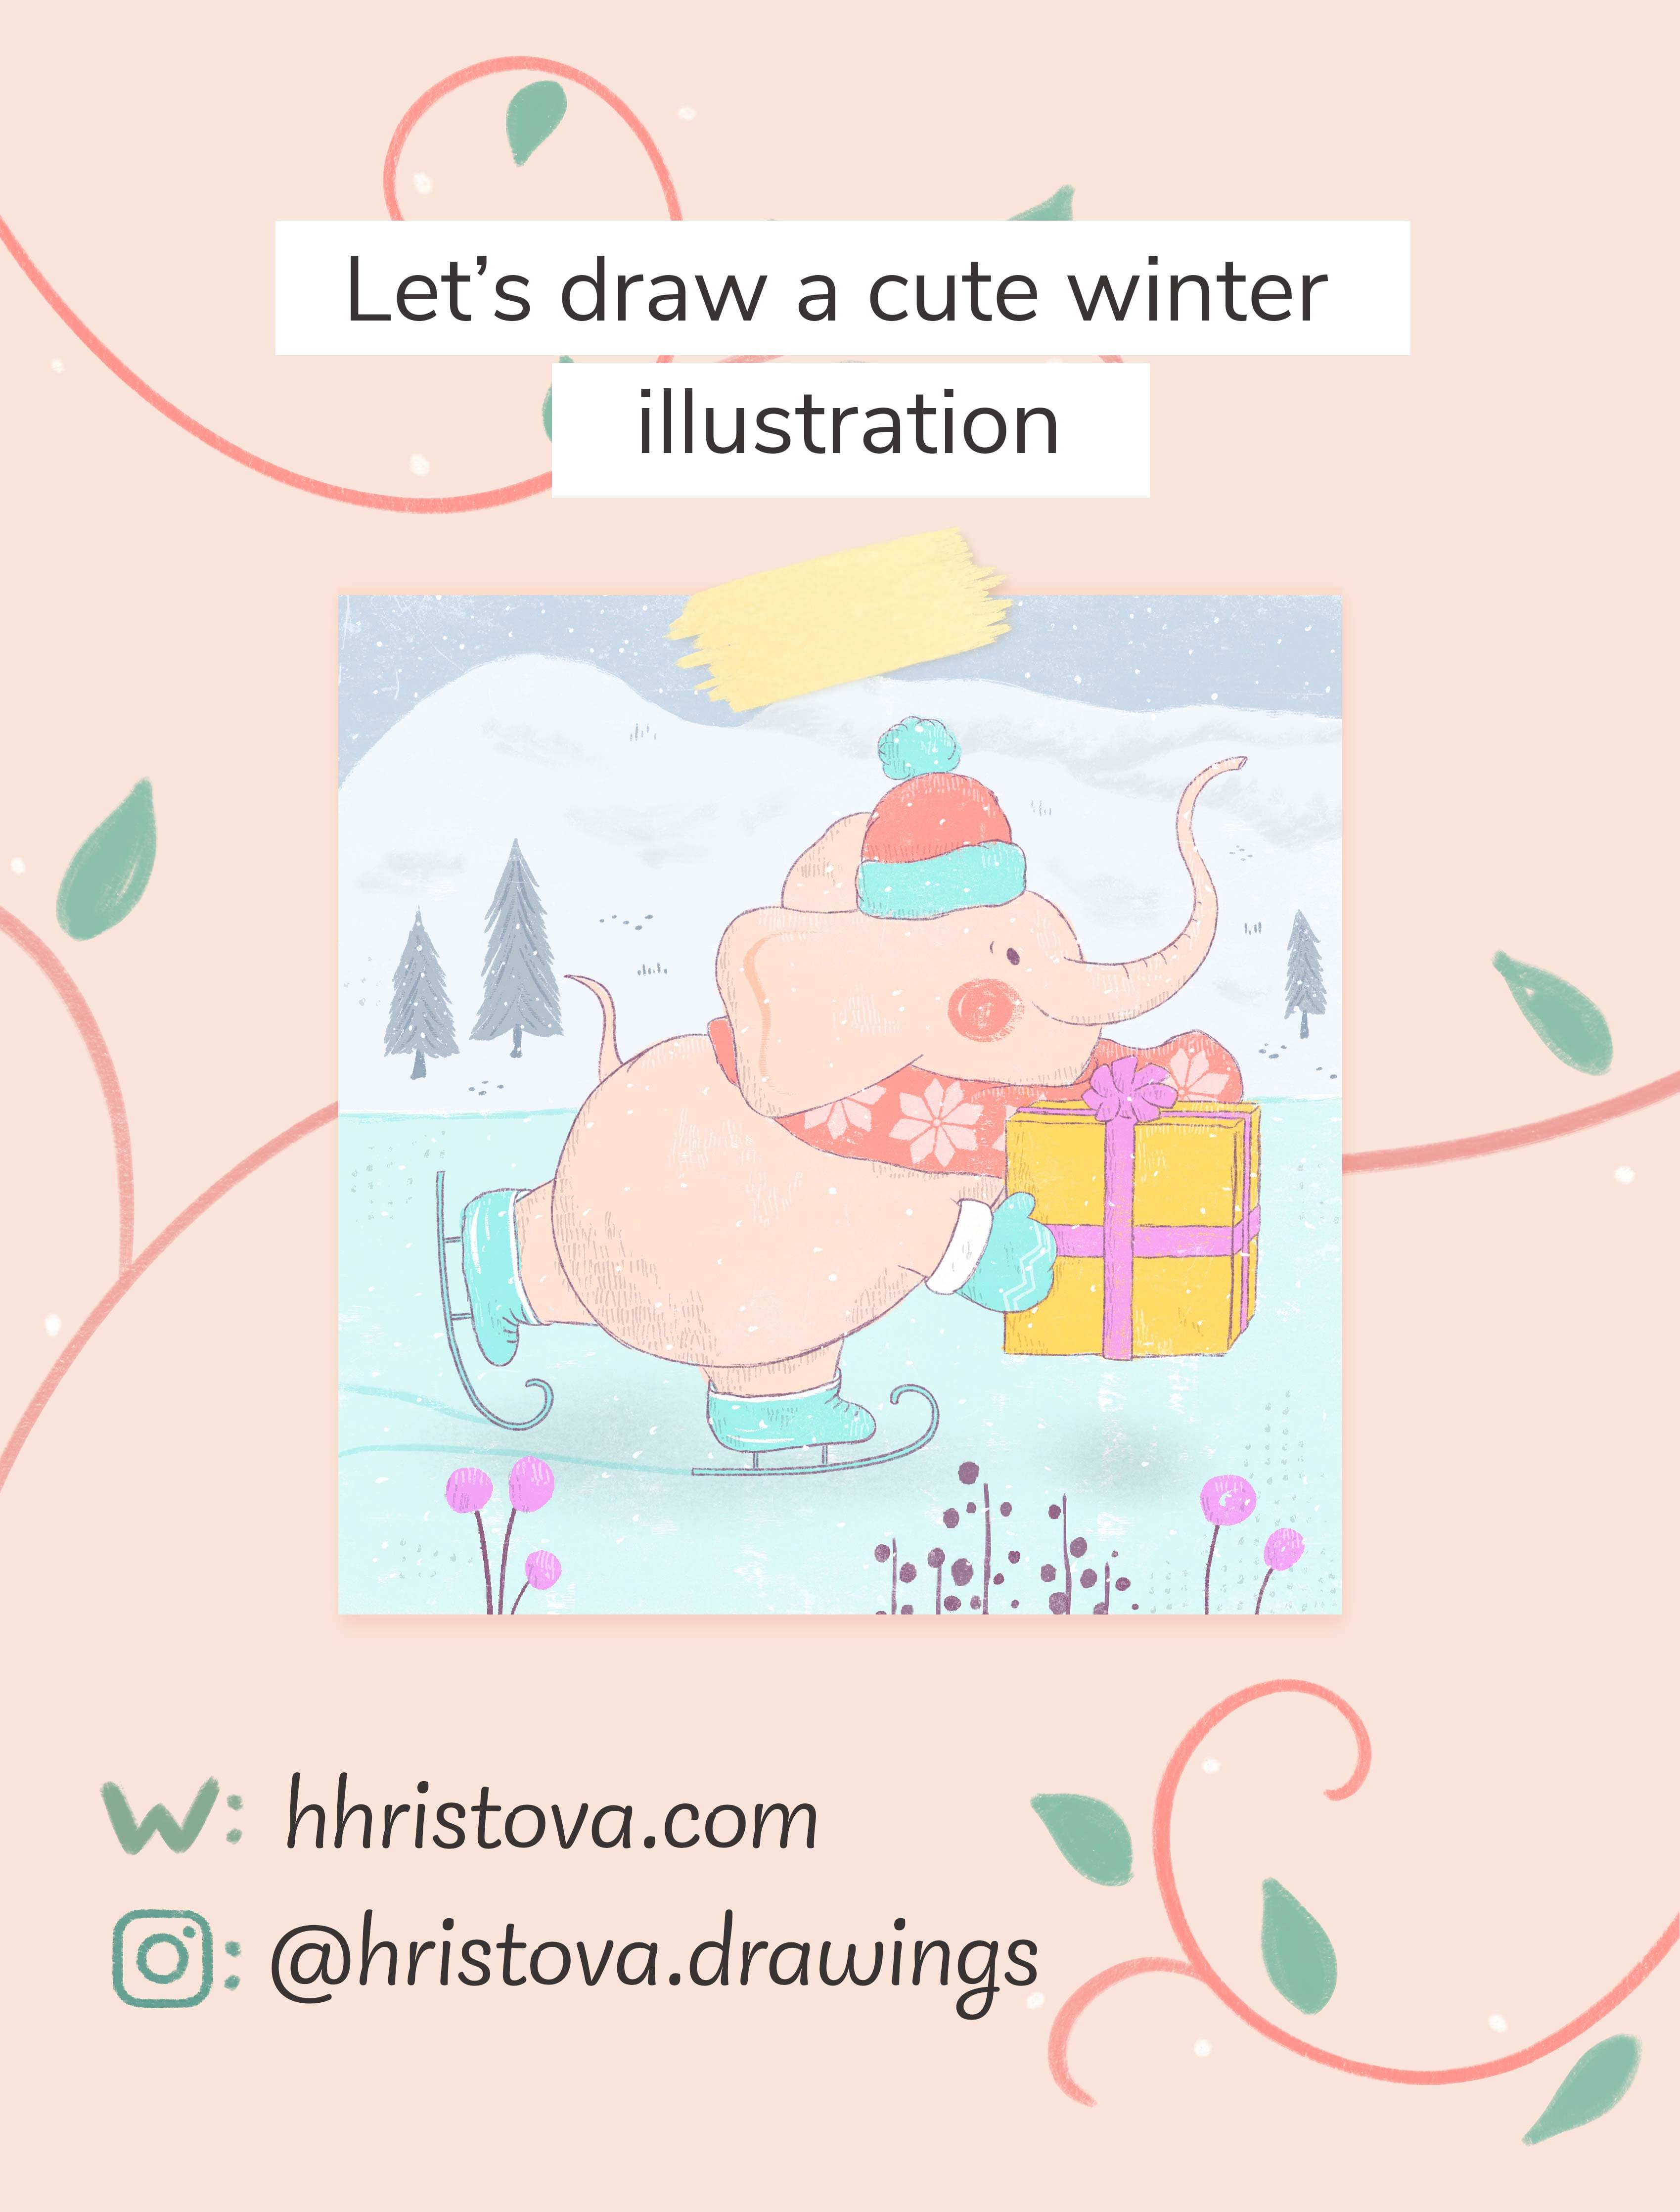 Let’s draw a cute winter
illustration
W: hhristova.com
: @hristova.drawings